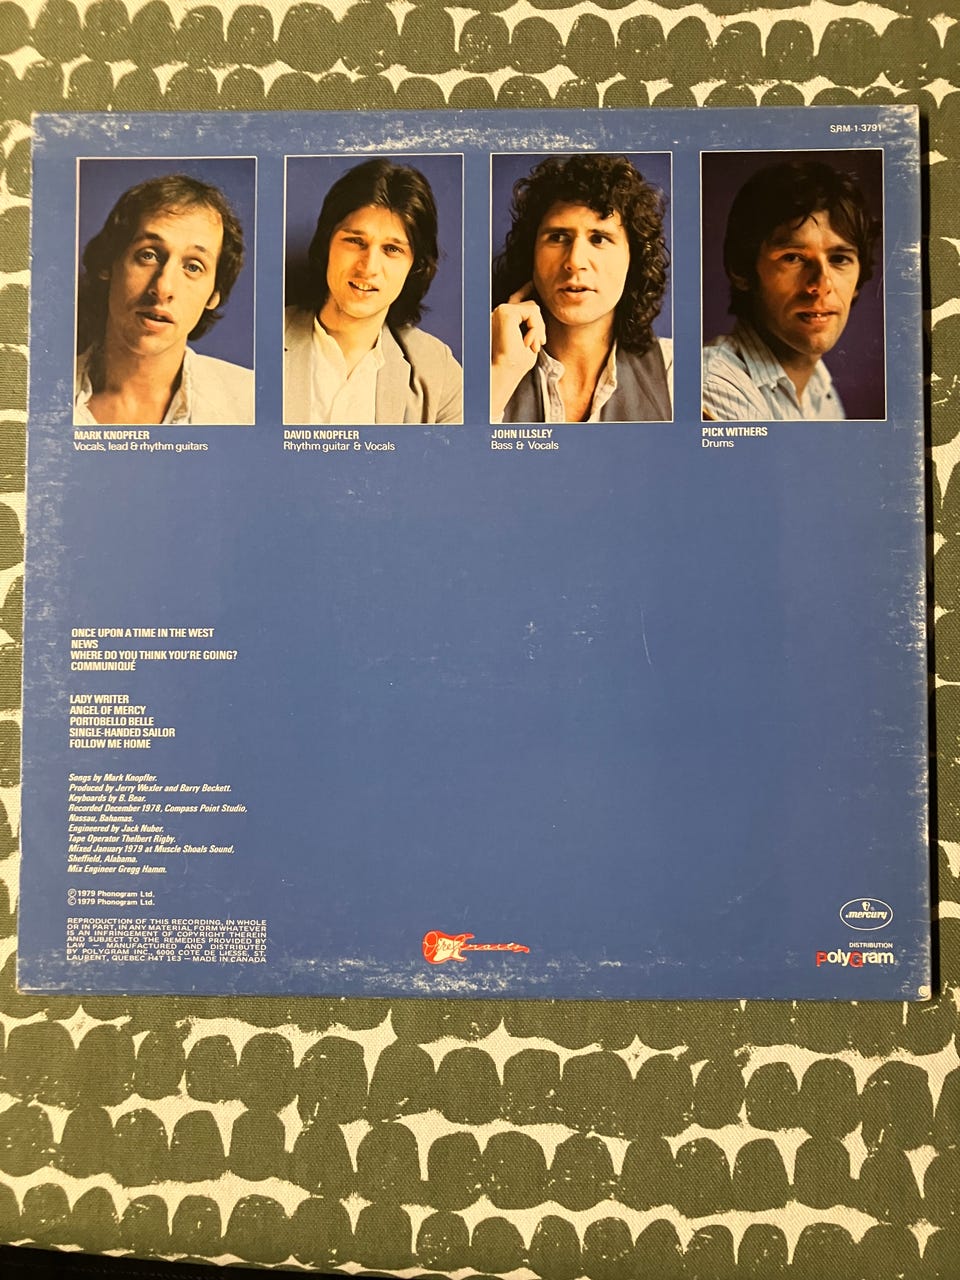 SRM-1-3791
MARK KNOPFLER
Vocals, lead & rhythm guitars
DAVID KNOPFLER
Rhythm guitar & Vocals
JOHN ILLSLEY
Bass & Vocals
PICK WITHERS
Drums
ONCE UPON A TIME IN THE WEST
NEWS
WHERE DO YOU THINK YOU'RE GOING?
COMMUNIQUÉ
LADY WRITER
ANGEL OF MERCY
PORTOBELLO BELLE
SINGLE-HANDED SAILOR
FOLLOW ME HOME
Songs by Mark Knopfler.
Produced by Jerry Wexler and Barry Beckett.
Keyboards by B. Bear.
Recorded December 1978, Compass Point Studio,
Nassau, Bahamas.
Engineered by Jack Nuber.
Tape Operator Thelbert Rigby.
Mixed January 1979 at Muscle Shoals Sound,
Sheffield, Alabama.
Mix Engineer Gregg Hamm.
℗ 1979 Phonogram Ltd.
© 1979 Phonogram Ltd.
REPRODUCTION OF THIS RECORDING, IN WHOLE
OR IN PART, IN ANY MATERIAL FORM WHATEVER
IS AN INFRINGEMENT OF COPYRIGHT THEREIN
AND SUBJECT TO THE REMEDIES PROVIDED BY
LAW — MANUFACTURED AND DISTRIBUTED
BY POLYGRAM INC., 6000 COTE DE LIESSE, ST.
LAURENT, QUEBEC H4T 1E3 — MADE IN CANADA
Dire Straits
mercury
DISTRIBUTION
PolyGram